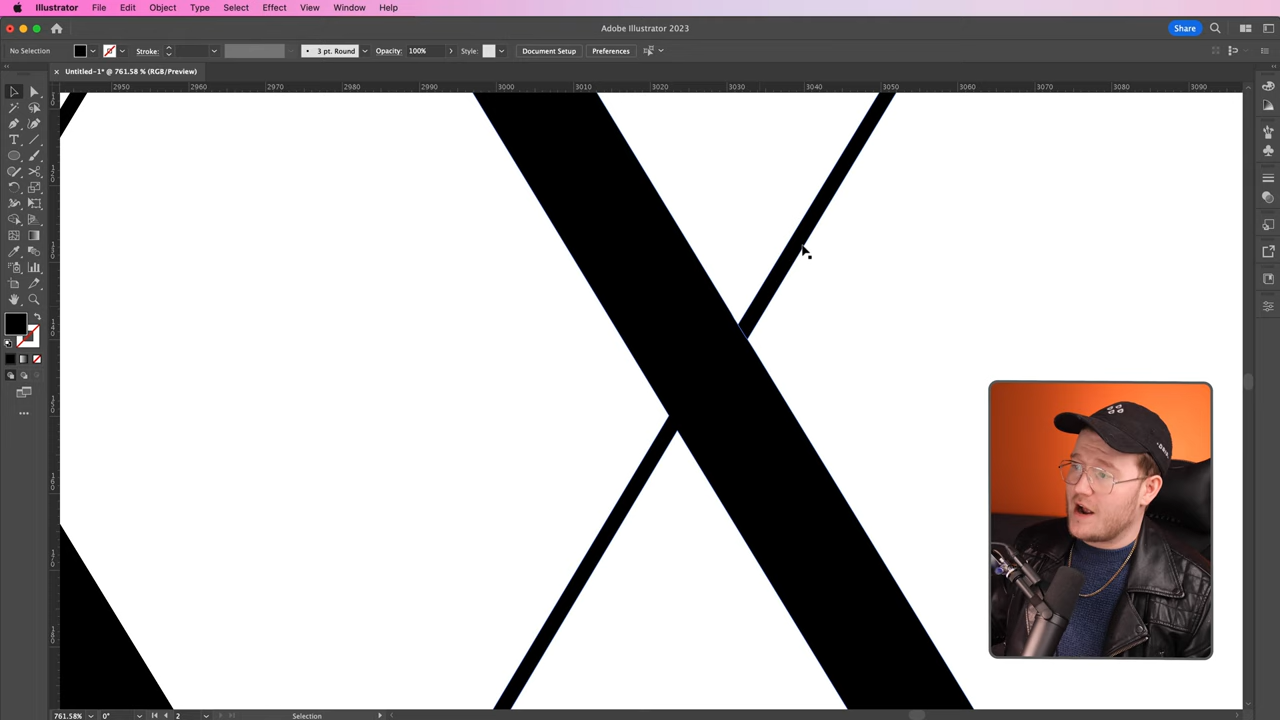 Illustrator File Edit Object Type Select Effect View Window Help
Adobe Illustrator 2023
Share
No Selection Stroke: 3 pt. Round Opacity: 100% Style: Document Setup Preferences
× Untitled-1* @ 761.58 % (RGB/Preview)
2950 2960 2970 2980 2990 3000 3010 3020 3030 3040 3050 3060 3070 3080 3090
761.58% 0° 2 Selection